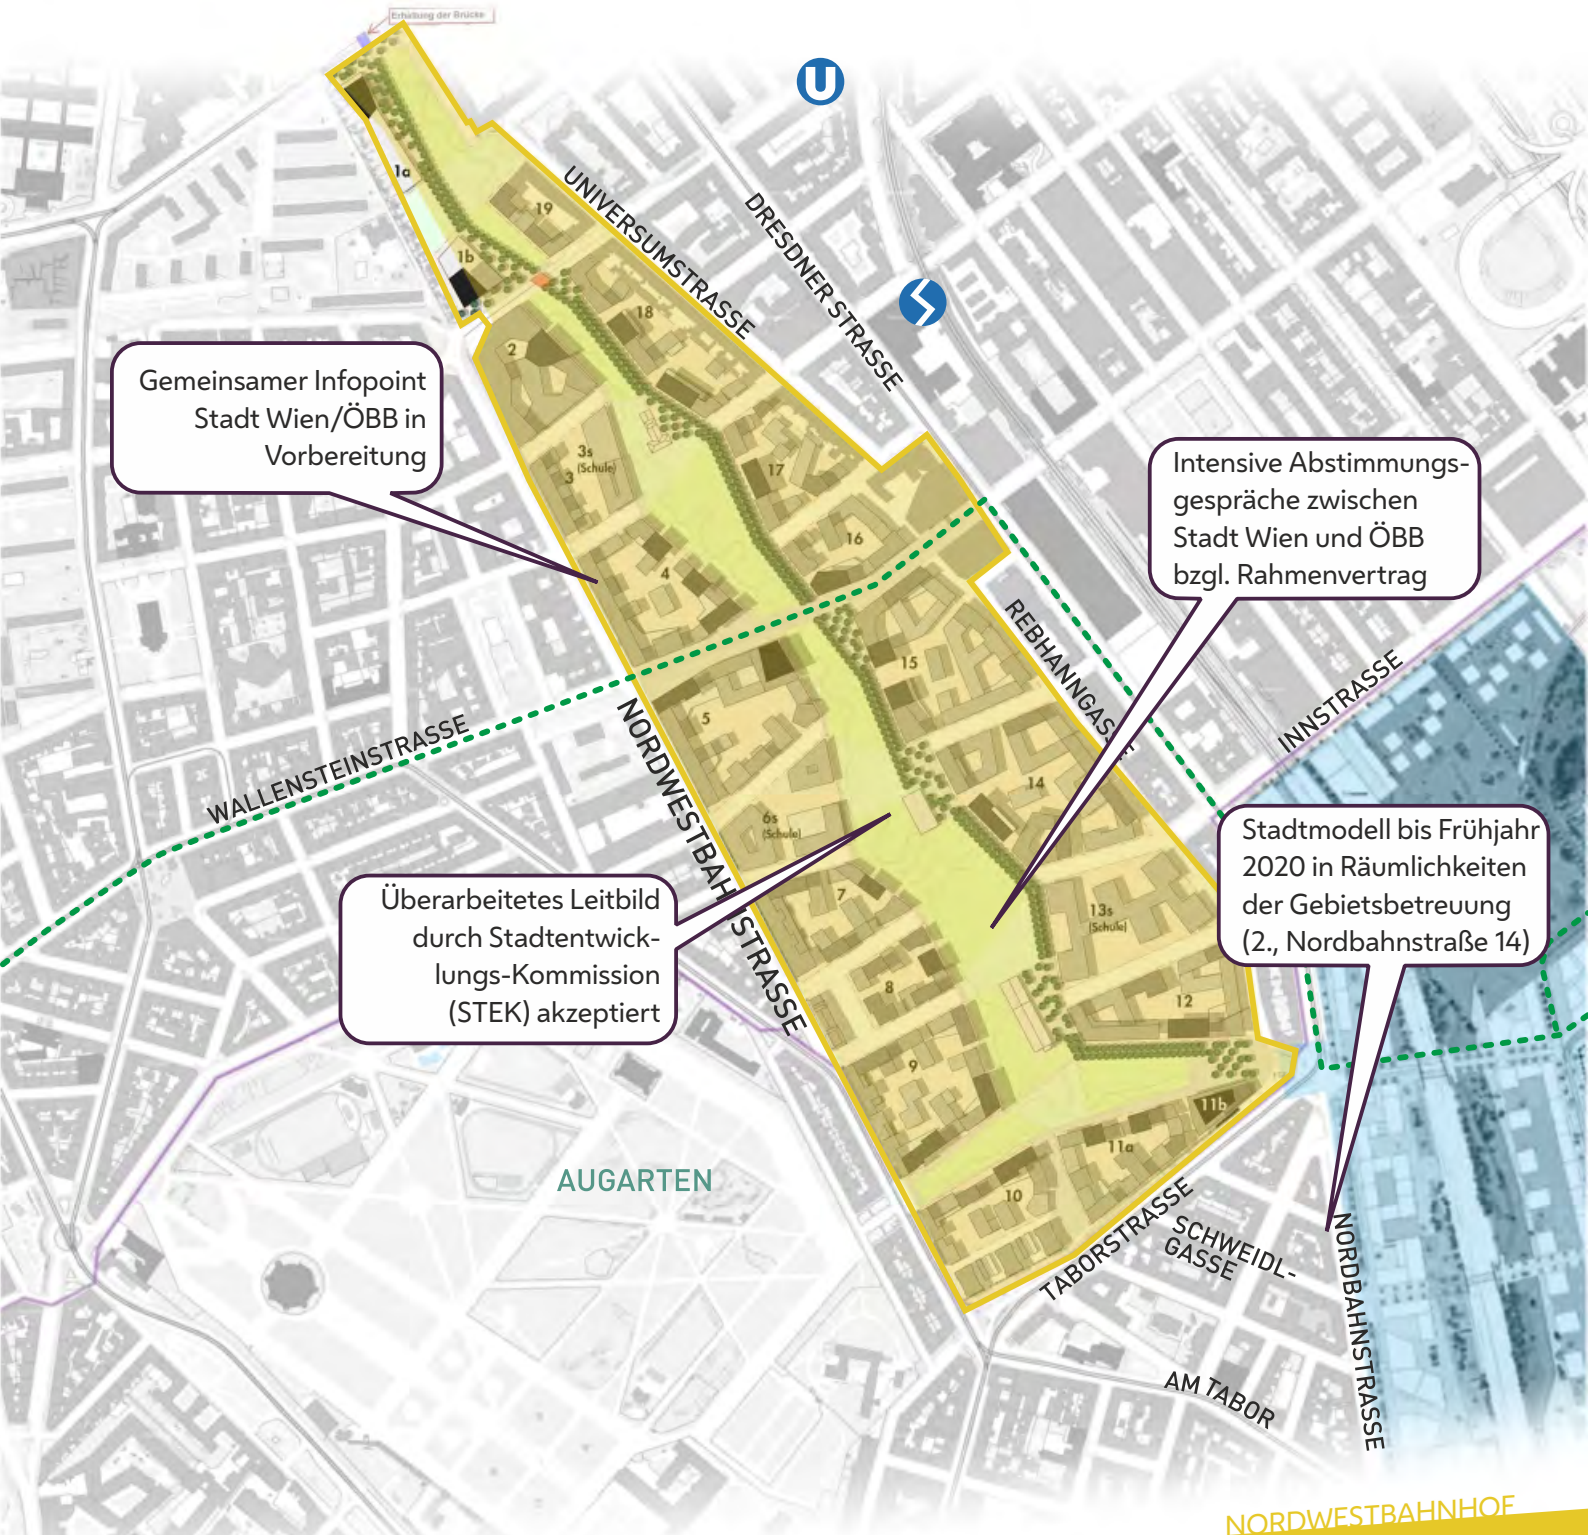 Erhaltung der Brücke
U
1a
19
UNIVERSUMSTRASSE
DRESDNER STRASSE
1b
18
2
Gemeinsamer Infopoint
Stadt Wien/ÖBB in
Vorbereitung
3s
(Schule)
3
17
Intensive Abstimmungs-
gespräche zwischen
Stadt Wien und ÖBB
bzgl. Rahmenvertrag
16
4
REBHANNGASSE
15
INNSTRASSE
5
WALLENSTEINSTRASSE
NORDWESTBAHNSTRASSE
14
6s
(Schule)
Stadtmodell bis Frühjahr
2020 in Räumlichkeiten
der Gebietsbetreuung
(2., Nordbahnstraße 14)
Überarbeitetes Leitbild
durch Stadtentwick-
lungs-Kommission
(STEK) akzeptiert
7
13s
(Schule)
8
12
9
11b
11a
AUGARTEN
10
TABORSTRASSE
SCHWEIDL-
GASSE
NORDBAHNSTRASSE
AM TABOR
NORDWESTBAHNHOF